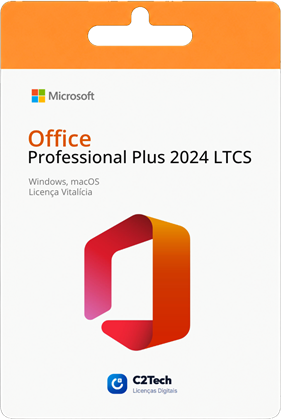 Microsoft
Office
Professional Plus 2024 LTCS
Windows, macOS
Licença Vitalícia
C2Tech
Licenças Digitais